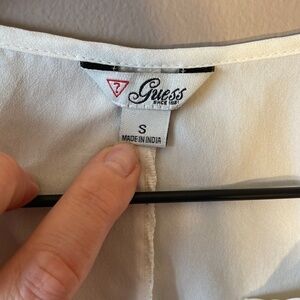 ?
Guess
SINCE 1981
S
MADE IN INDIA